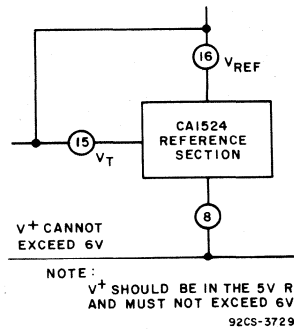 16
VREF
CA1524
REFERENCE
SECTION
15
VT
8
V+ CANNOT
EXCEED 6V
NOTE:
V+ SHOULD BE IN THE 5V R
AND MUST NOT EXCEED 6V
92CS-3729